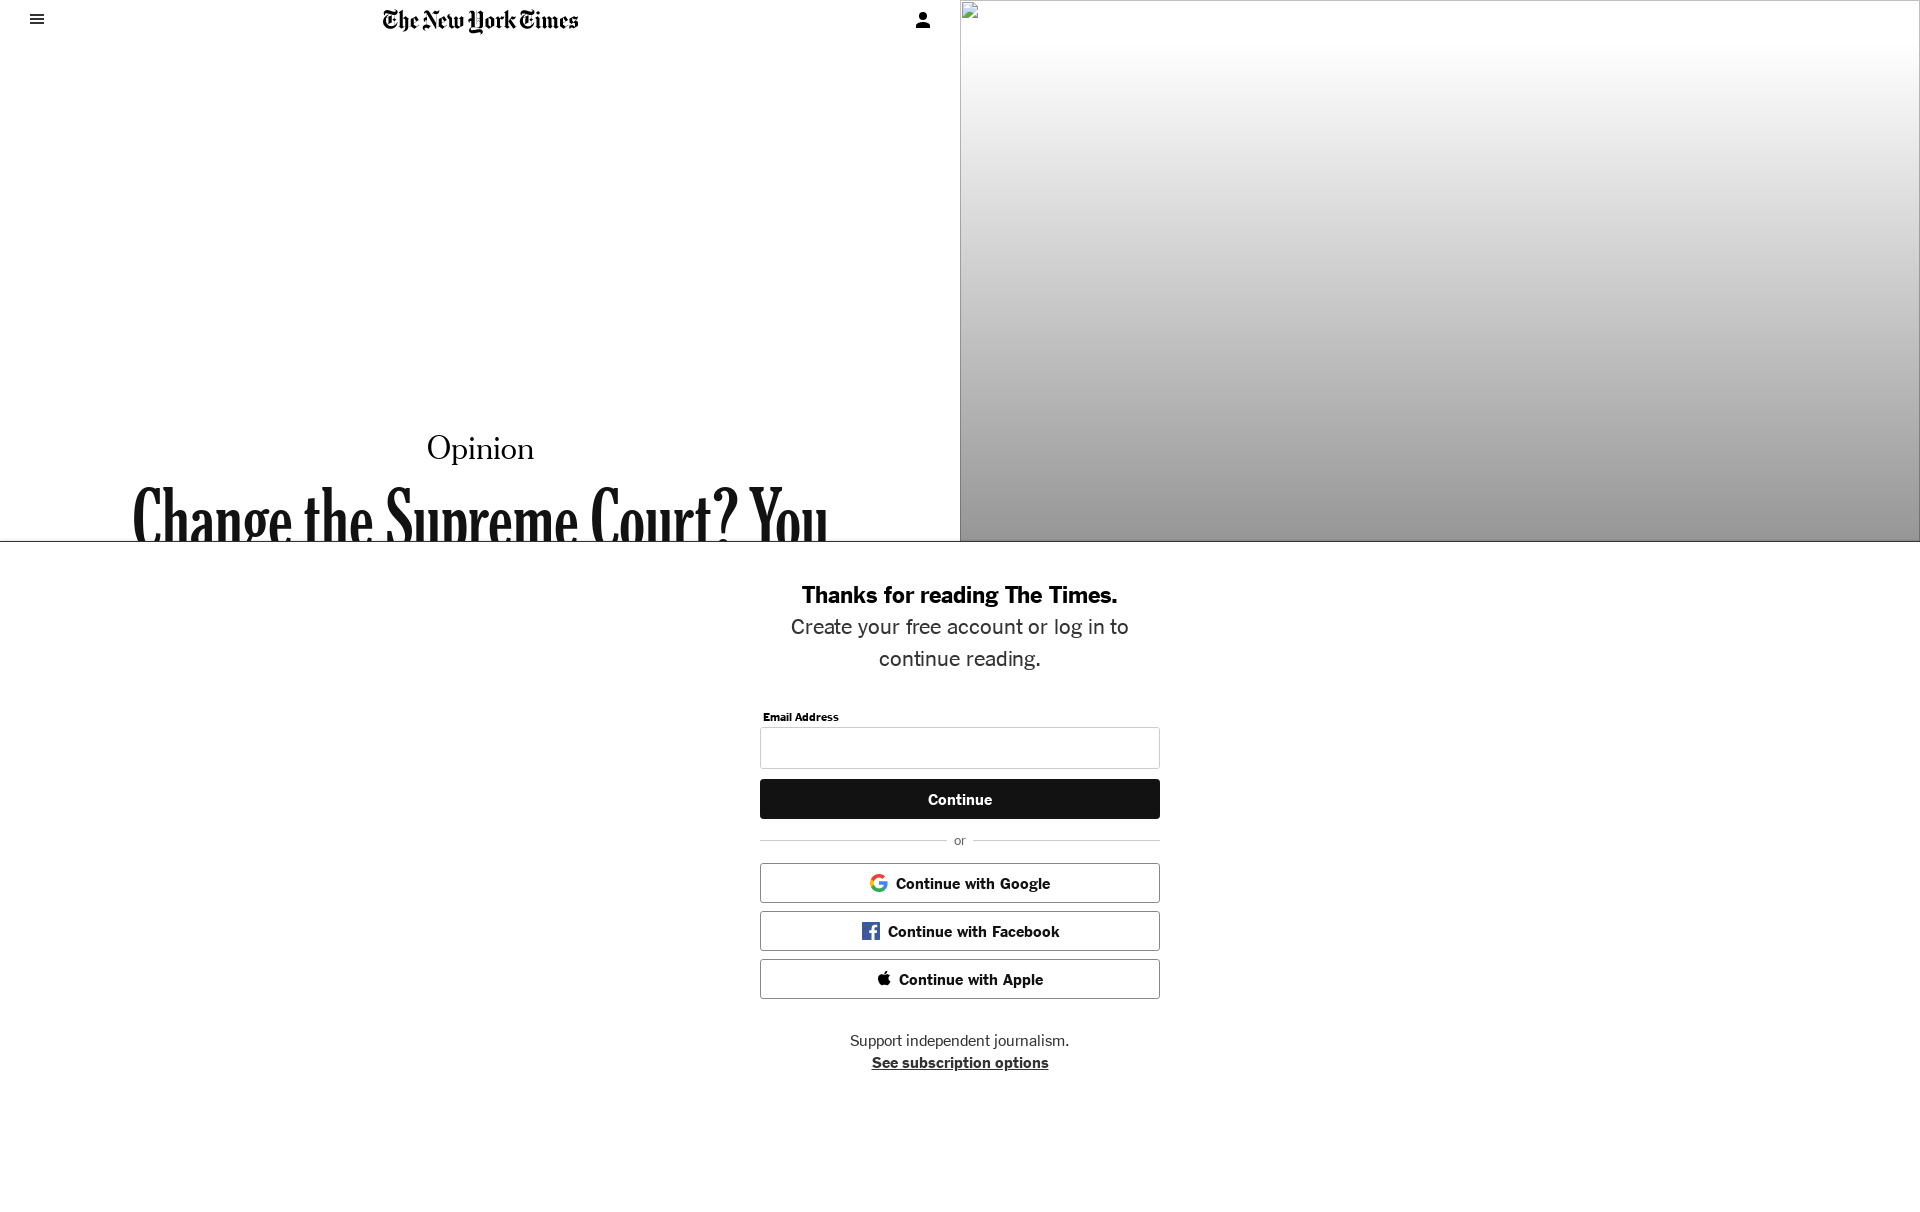 The New York Times
Opinion
Change the Supreme Court? You
Thanks for reading The Times.
Create your free account or log in to
continue reading.
Email Address
Continue
or
Continue with Google
Continue with Facebook
Continue with Apple
Support independent journalism.
See subscription options